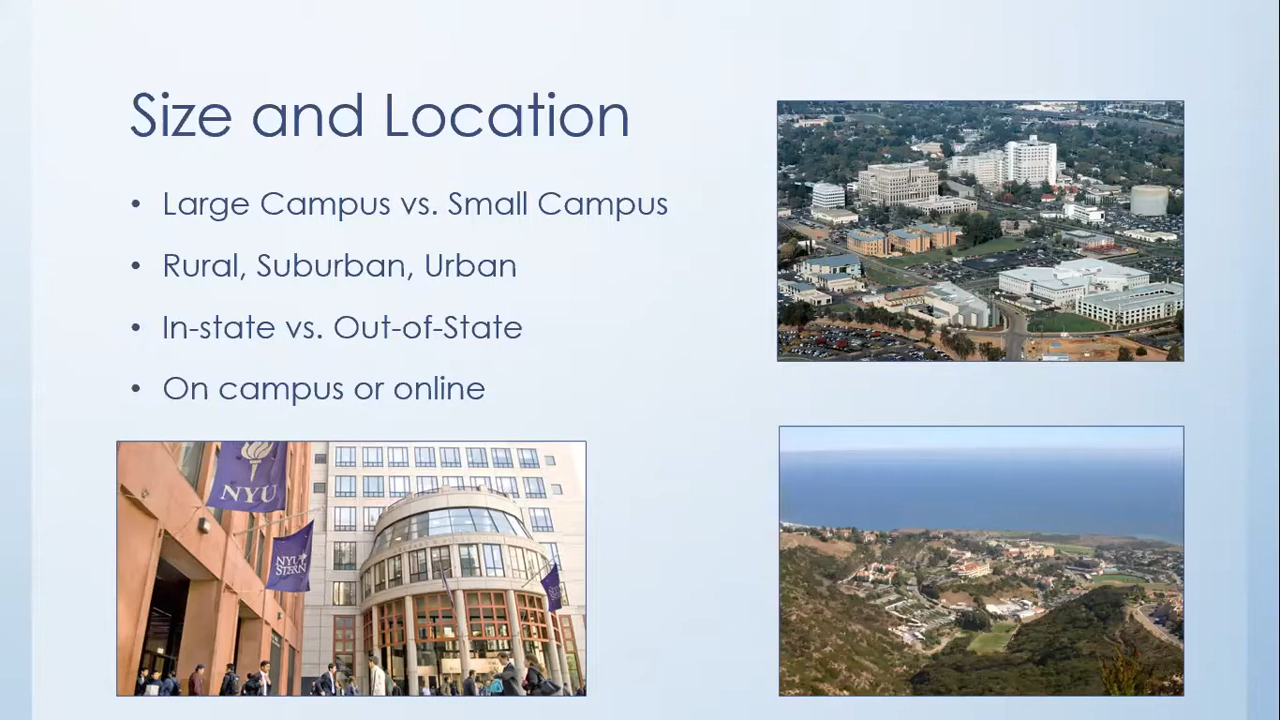 Size and Location
• Large Campus vs. Small Campus
• Rural, Suburban, Urban
• In-state vs. Out-of-State
• On campus or online
NYU
NYU
STERN